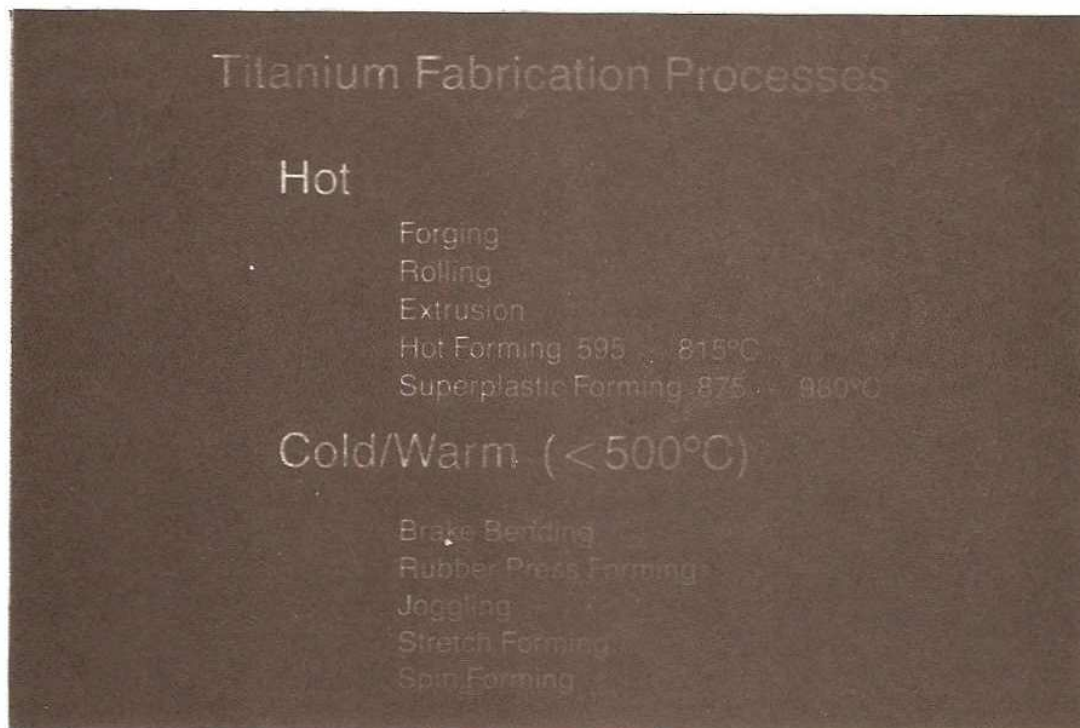 Titanium Fabrication Processes
Hot
Forging
Rolling
Extrusion
Hot Forming 595 - 815°C
Superplastic Forming 875 - 980°C
Cold/Warm (<500°C)
Brake Bending
Rubber Press Forming
Joggling
Stretch Forming
Spin Forming